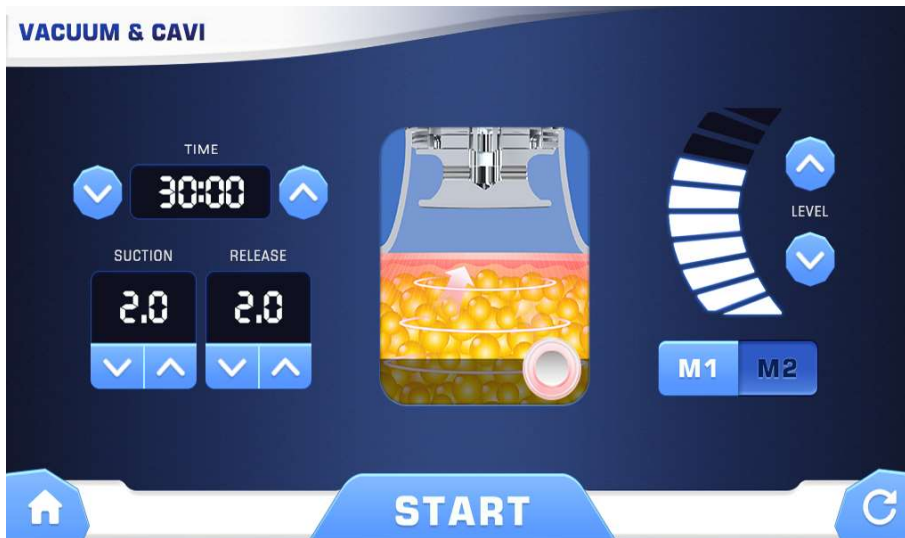 VACUUM & CAVI
TIME
30:00
SUCTION RELEASE
2.0 2.0
LEVEL
M1 M2
START